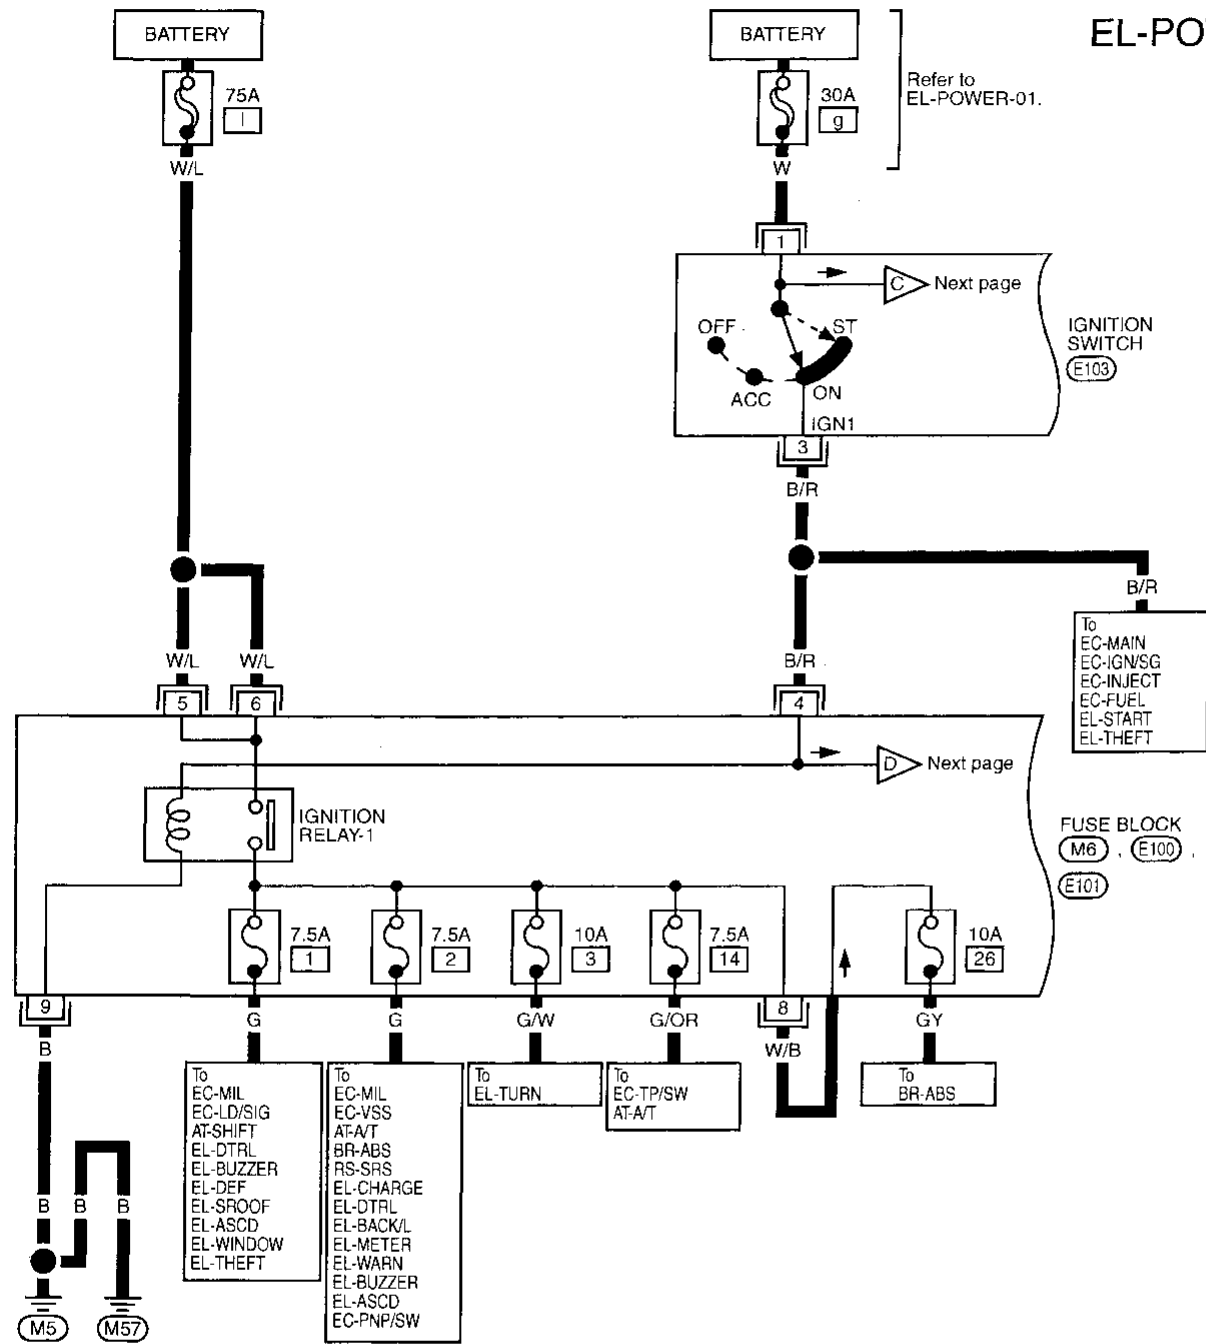 BATTERY
BATTERY
EL-PO
75A
I
30A
g
Refer to
EL-POWER-01.
W/L
W
1
C
Next page
OFF
ST
ACC
ON
IGN1
IGNITION
SWITCH
E103
3
B/R
B/R
To
EC-MAIN
EC-IGN/SG
EC-INJECT
EC-FUEL
EL-START
EL-THEFT
W/L
W/L
B/R
5
6
4
D
Next page
IGNITION
RELAY-1
FUSE BLOCK
M6 , E100 ,
E101
7.5A
1
7.5A
2
10A
3
7.5A
14
10A
26
9
8
B
G
G
G/W
G/OR
W/B
GY
To
EC-MIL
EC-LD/SIG
AT-SHIFT
EL-DTRL
EL-BUZZER
EL-DEF
EL-SROOF
EL-ASCD
EL-WINDOW
EL-THEFT
To
EC-MIL
EC-VSS
AT-A/T
BR-ABS
RS-SRS
EL-CHARGE
EL-DTRL
EL-BACK/L
EL-METER
EL-WARN
EL-BUZZER
EL-ASCD
EC-PNP/SW
To
EL-TURN
To
EC-TP/SW
AT-A/T
To
BR-ABS
B
B
B
M5
M57